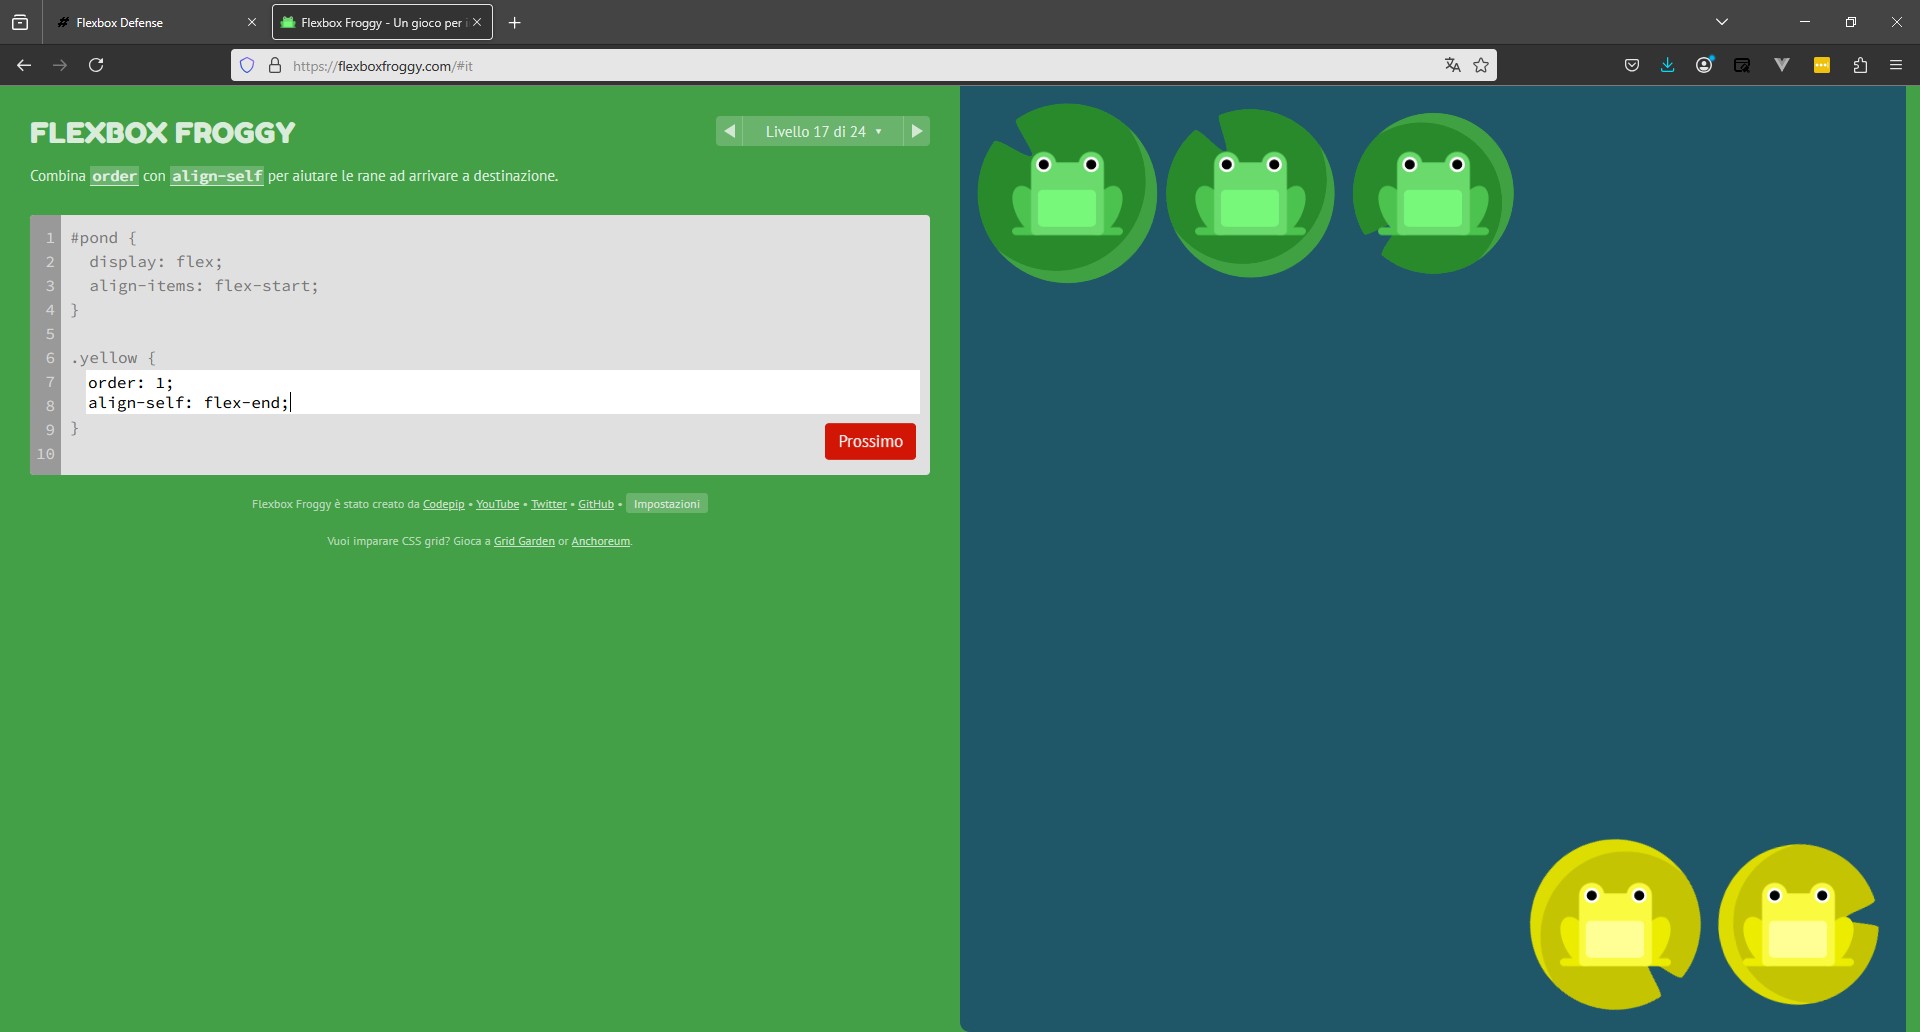 Flexbox Defense
Flexbox Froggy - Un gioco per i
https://flexboxfroggy.com/#it
FLEXBOX FROGGY
Livello 17 di 24
Combina order con align-self per aiutare le rane ad arrivare a destinazione.
1 #pond {
2 display: flex;
3 align-items: flex-start;
4 }
5
6 .yellow {
7 order: 1;
8 align-self: flex-end;
9 }
10
Prossimo
Flexbox Froggy è stato creato da Codepip • YouTube • Twitter • GitHub • Impostazioni
Vuoi imparare CSS grid? Gioca a Grid Garden or Anchoreum.